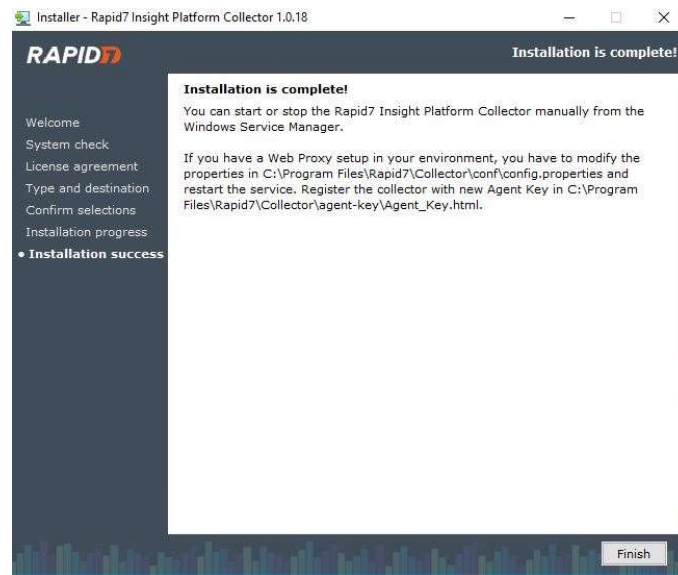 Installer - Rapid7 Insight Platform Collector 1.0.18
RAPID7
Installation is complete!
Welcome
System check
License agreement
Type and destination
Confirm selections
Installation progress
• Installation success
Installation is complete!
You can start or stop the Rapid7 Insight Platform Collector manually from the
Windows Service Manager.
If you have a Web Proxy setup in your environment, you have to modify the
properties in C:\Program Files\Rapid7\Collector\conf\config.properties and
restart the service. Register the collector with new Agent Key in C:\Program
Files\Rapid7\Collector\agent-key\Agent_Key.html.
Finish